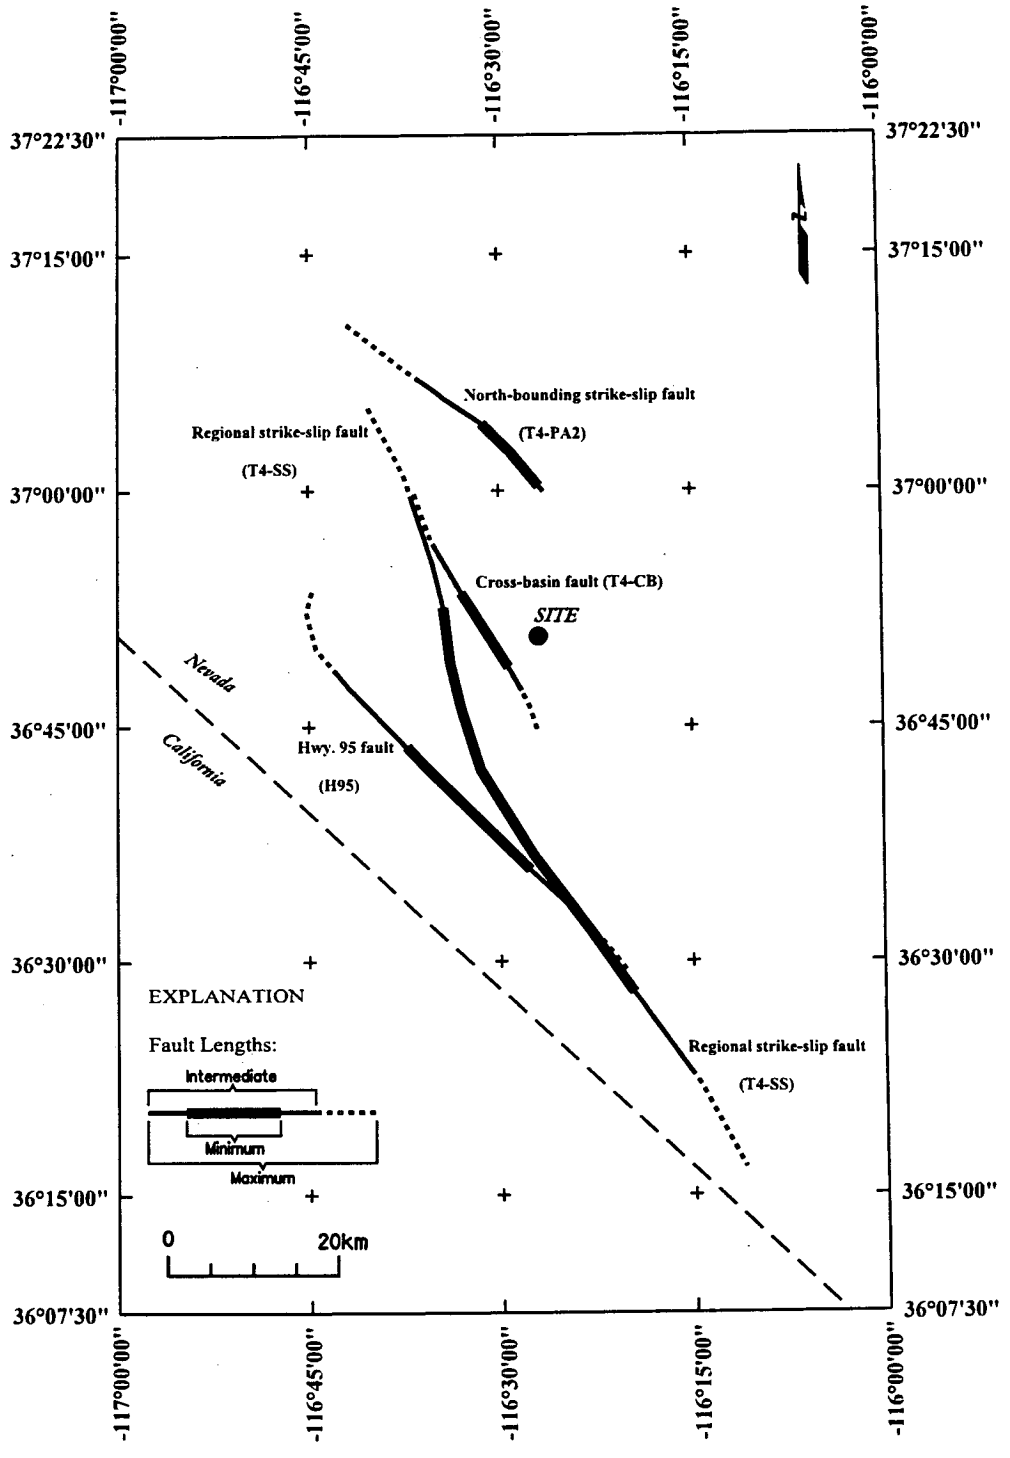 -117°00'00"
-116°45'00"
-116°30'00"
-116°15'00"
-116°00'00"
37°22'30"
37°22'30"
37°15'00"
37°15'00"
z
North-bounding strike-slip fault
(T4-PA2)
Regional strike-slip fault
(T4-SS)
37°00'00"
37°00'00"
Cross-basin fault (T4-CB)
SITE
Nevada
California
36°45'00"
36°45'00"
Hwy. 95 fault
(H95)
36°30'00"
36°30'00"
EXPLANATION
Fault Lengths:
Intermediate
Minimum
Maximum
Regional strike-slip fault
(T4-SS)
36°15'00"
36°15'00"
0 20km
36°07'30"
36°07'30"
-117°00'00"
-116°45'00"
-116°30'00"
-116°15'00"
-116°00'00"